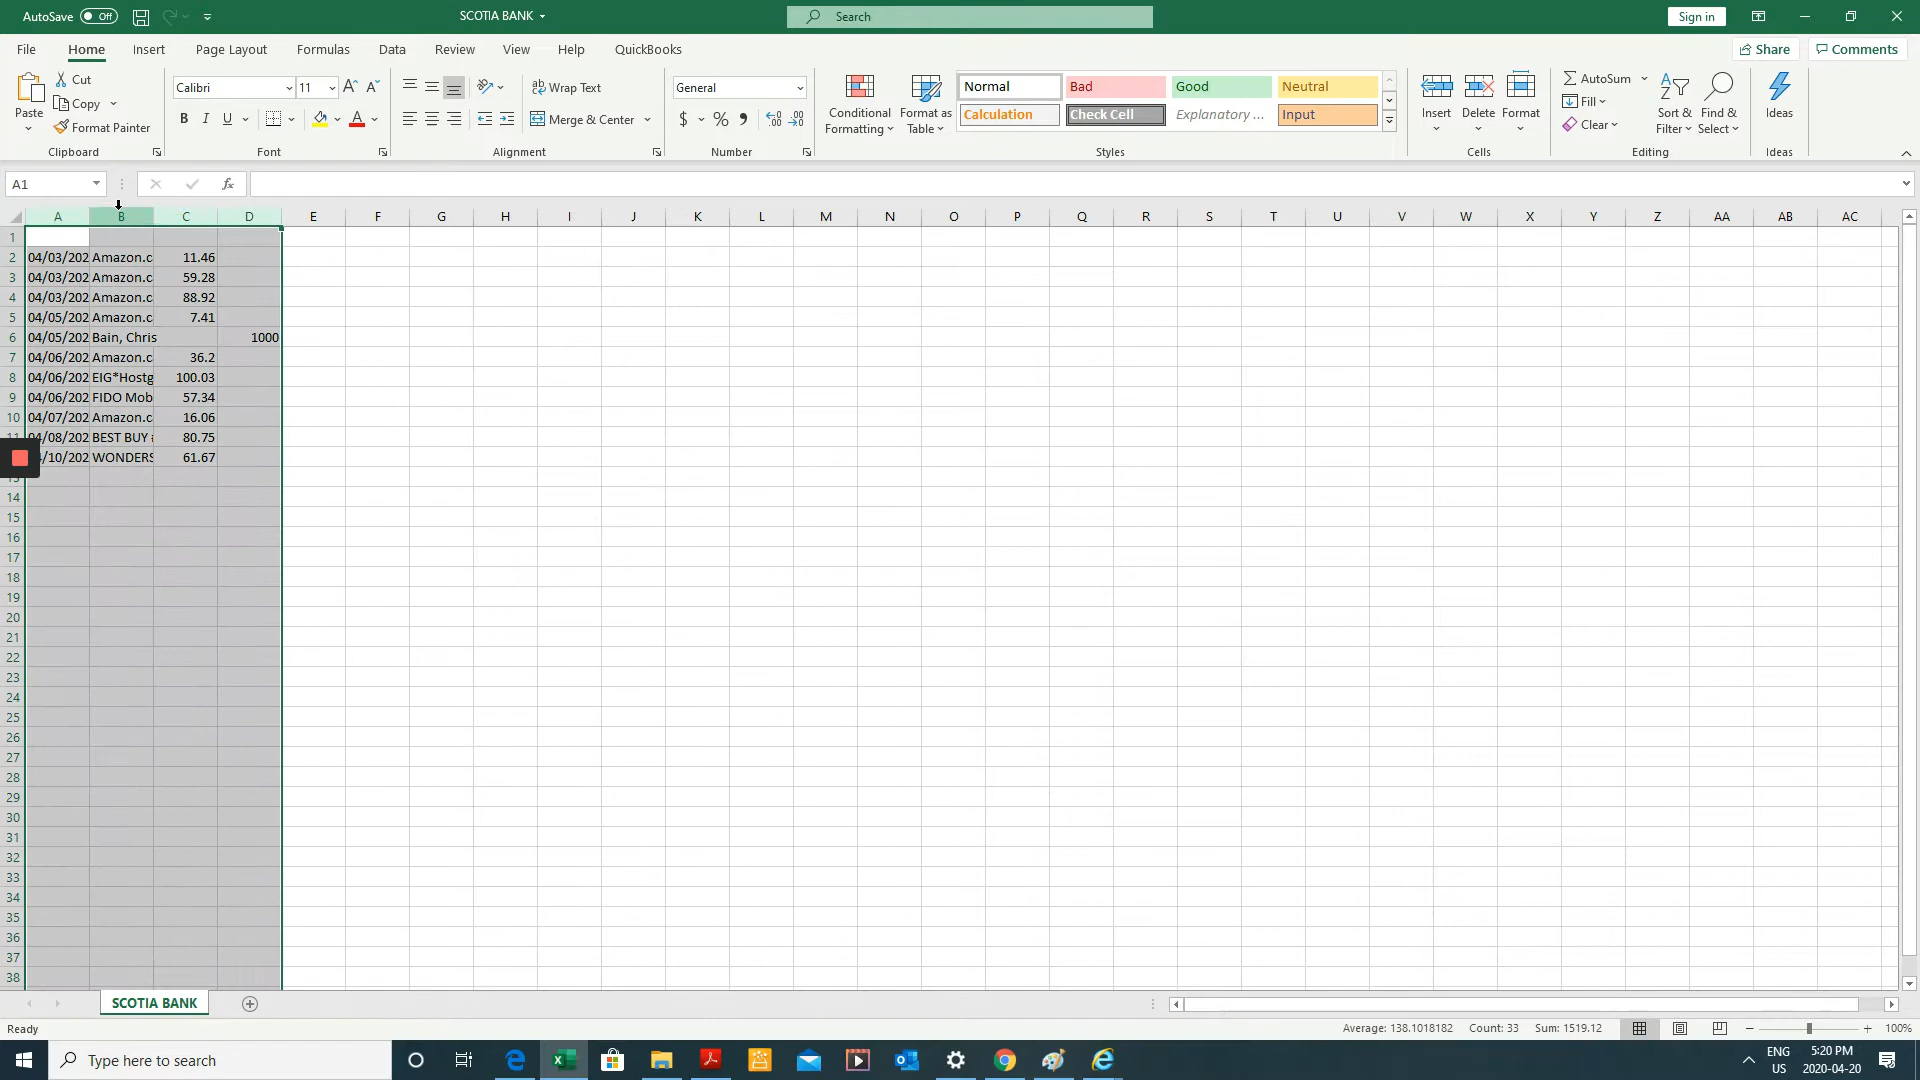 AutoSave Off SCOTIA BANK Search Sign in
File Home Insert Page Layout Formulas Data Review View Help QuickBooks Share Comments
Paste Cut Copy Format Painter Clipboard
Calibri 11 A A B I U A Font
Wrap Text Merge & Center Alignment
General $ % , Number
Conditional Formatting Format as Table
Normal Bad Good Neutral
Calculation Check Cell Explanatory ... Input
Styles
Insert Delete Format Cells
AutoSum Fill Clear Sort & Filter Find & Select Editing
Ideas Ideas
A1 fx
A B C D E F G H I J K L M N O P Q R S T U V W X Y Z AA AB AC
1
2 04/03/202 Amazon.c 11.46
3 04/03/202 Amazon.c 59.28
4 04/03/202 Amazon.c 88.92
5 04/05/202 Amazon.c 7.41
6 04/05/202 Bain, Chris 1000
7 04/06/202 Amazon.c 36.2
8 04/06/202 EIG*Hostg 100.03
9 04/06/202 FIDO Mob 57.34
10 04/07/202 Amazon.c 16.06
11 04/08/202 BEST BUY 80.75
/10/202 WONDERS 61.67
13
14
15
16
17
18
19
20
21
22
23
24
25
26
27
28
29
30
31
32
33
34
35
36
37
38
SCOTIA BANK
Ready Average: 138.1018182 Count: 33 Sum: 1519.12 100%
Type here to search ENG US 5:20 PM 2020-04-20